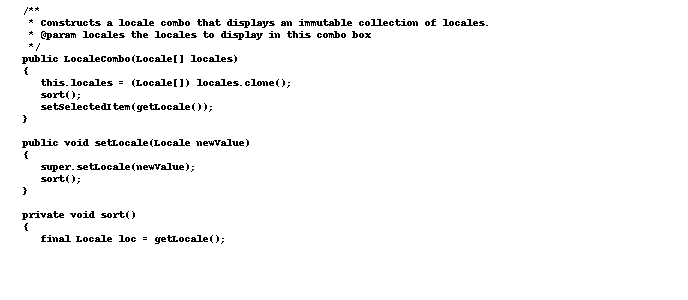 /**
* Constructs a locale combo that displays an immutable collection of locales.
* @param locales the locales to display in this combo box
*/
public LocaleCombo(Locale[] locales)
{
this.locales = (Locale[]) locales.clone();
sort();
setSelectedItem(getLocale());
}
public void setLocale(Locale newValue)
{
super.setLocale(newValue);
sort();
}
private void sort()
{
final Locale loc = getLocale();